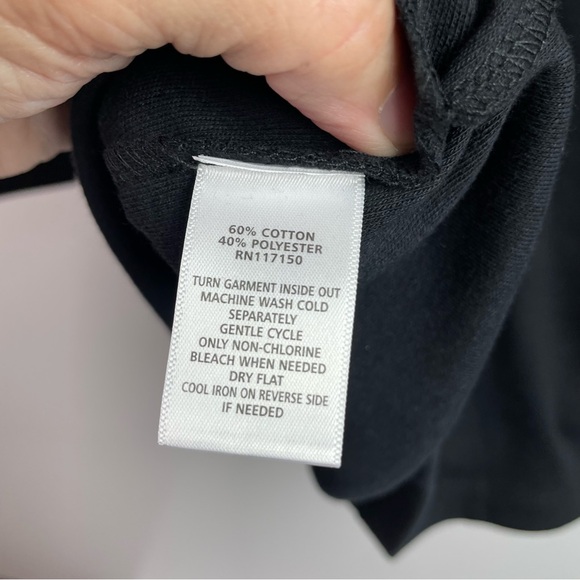 60% COTTON
40% POLYESTER
RN117150
TURN GARMENT INSIDE OUT
MACHINE WASH COLD
SEPARATELY
GENTLE CYCLE
ONLY NON-CHLORINE
BLEACH WHEN NEEDED
DRY FLAT
COOL IRON ON REVERSE SIDE
IF NEEDED